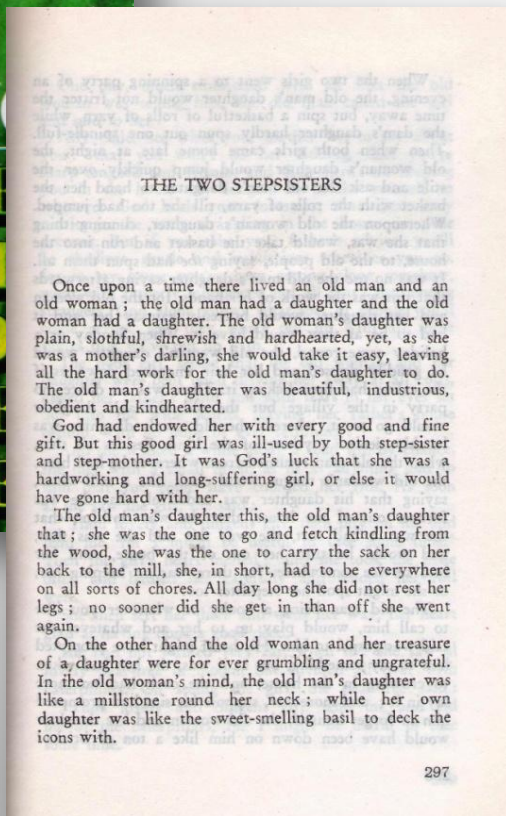 THE TWO STEPSISTERS
Once upon a time there lived an old man and an
old woman ; the old man had a daughter and the old
woman had a daughter. The old woman's daughter was
plain, slothful, shrewish and hardhearted, yet, as she
was a mother's darling, she would take it easy, leaving
all the hard work for the old man's daughter to do.
The old man's daughter was beautiful, industrious,
obedient and kindhearted.
God had endowed her with every good and fine
gift. But this good girl was ill-used by both step-sister
and step-mother. It was God's luck that she was a
hardworking and long-suffering girl, or else it would
have gone hard with her.
The old man's daughter this, the old man's daughter
that ; she was the one to go and fetch kindling from
the wood, she was the one to carry the sack on her
back to the mill, she, in short, had to be everywhere
on all sorts of chores. All day long she did not rest her
legs ; no sooner did she get in than off she went
again.
On the other hand the old woman and her treasure
of a daughter were for ever grumbling and ungrateful.
In the old woman's mind, the old man's daughter was
like a millstone round her neck ; while her own
daughter was like the sweet-smelling basil to deck the
icons with.
297